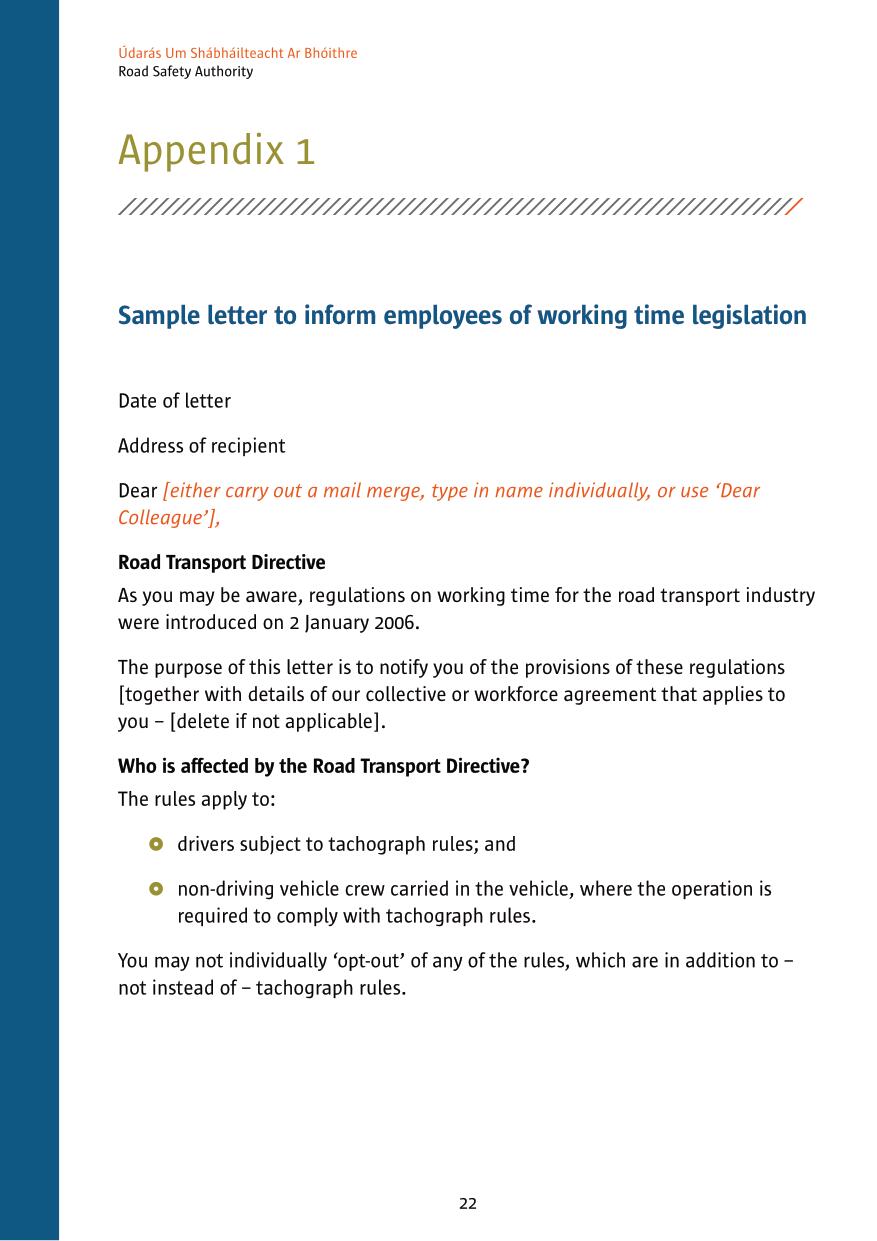 Údarás Um Shábháilteacht Ar Bhóithre
Road Safety Authority
Appendix 1
Sample letter to inform employees of working time legislation
Date of letter
Address of recipient
Dear [either carry out a mail merge, type in name individually, or use ‘Dear
Colleague’],
Road Transport Directive
As you may be aware, regulations on working time for the road transport industry
were introduced on 2 January 2006.
The purpose of this letter is to notify you of the provisions of these regulations
[together with details of our collective or workforce agreement that applies to
you – [delete if not applicable].
Who is affected by the Road Transport Directive?
The rules apply to:
drivers subject to tachograph rules; and
non-driving vehicle crew carried in the vehicle, where the operation is
required to comply with tachograph rules.
You may not individually ‘opt-out’ of any of the rules, which are in addition to –
not instead of – tachograph rules.
22